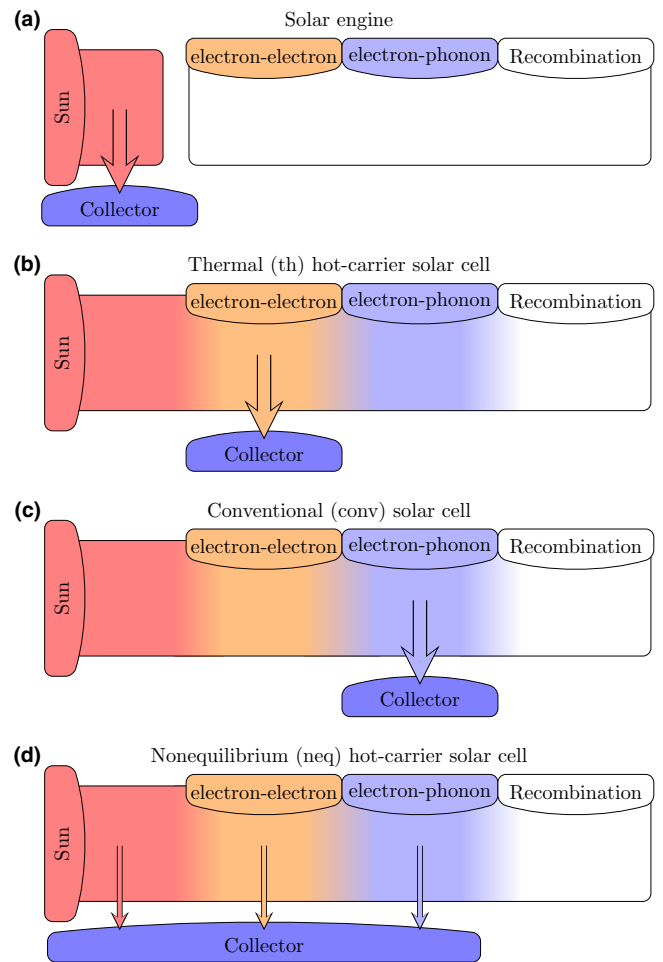 (a)
Solar engine
Sun
electron-electron
electron-phonon
Recombination
Collector
(b)
Thermal (th) hot-carrier solar cell
Sun
electron-electron
electron-phonon
Recombination
Collector
(c)
Conventional (conv) solar cell
Sun
electron-electron
electron-phonon
Recombination
Collector
(d)
Nonequilibrium (neq) hot-carrier solar cell
Sun
electron-electron
electron-phonon
Recombination
Collector